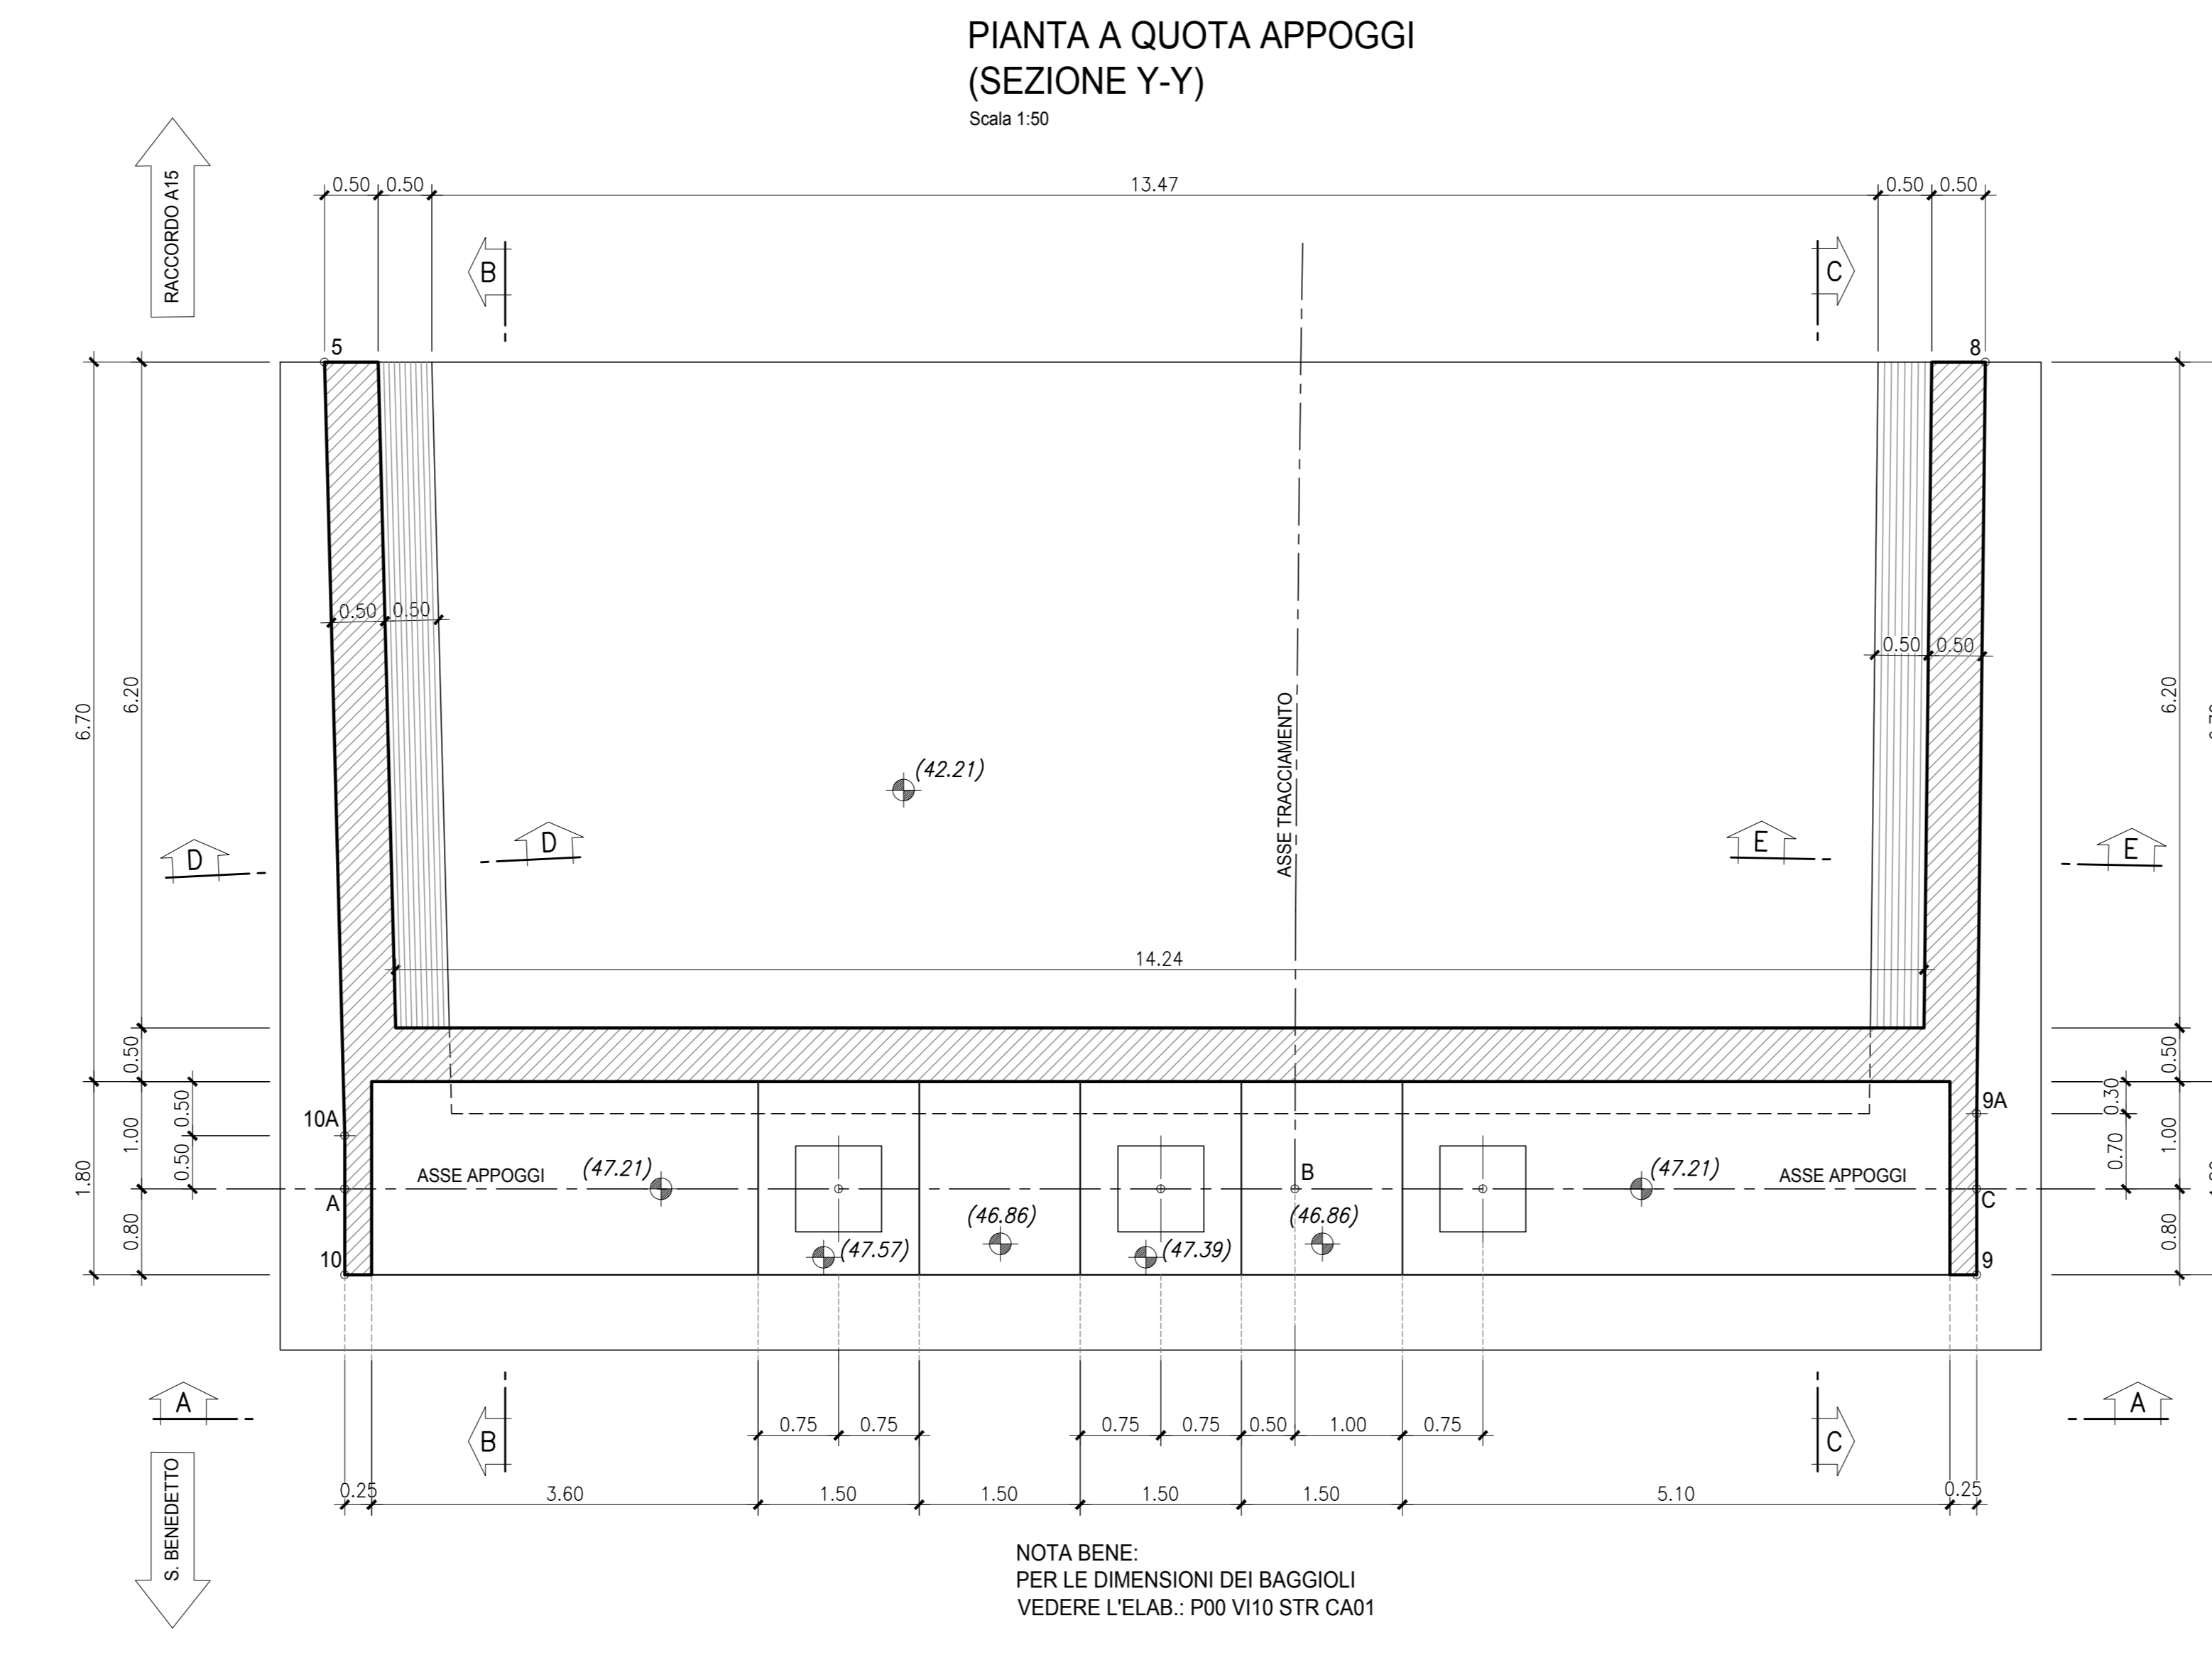 PIANTA A QUOTA APPOGGI
(SEZIONE Y-Y)
Scala 1:50
RACCORDO A15
0.50 0.50 13.47 0.50 0.50
B C
5 8
0.50 0.50
0.50 0.50
6.70 6.20
6.20
ASSE TRACCIAMENTO
(42.21)
D D E E
14.24
0.50 0.50
1.80 1.00 0.50 0.50
0.30 1.00 0.70
10A 9A
ASSE APPOGGI (47.21) B (47.21) ASSE APPOGGI
A C
(46.86) (46.86)
(47.57) (47.39)
0.80 0.80
10 9
A A
0.75 0.75 0.75 0.75 0.50 1.00 0.75
B C
0.25 3.60 1.50 1.50 1.50 1.50 5.10 0.25
S. BENEDETTO
NOTA BENE:
PER LE DIMENSIONI DEI BAGGIOLI
VEDERE L'ELAB.: P00 VI10 STR CA01